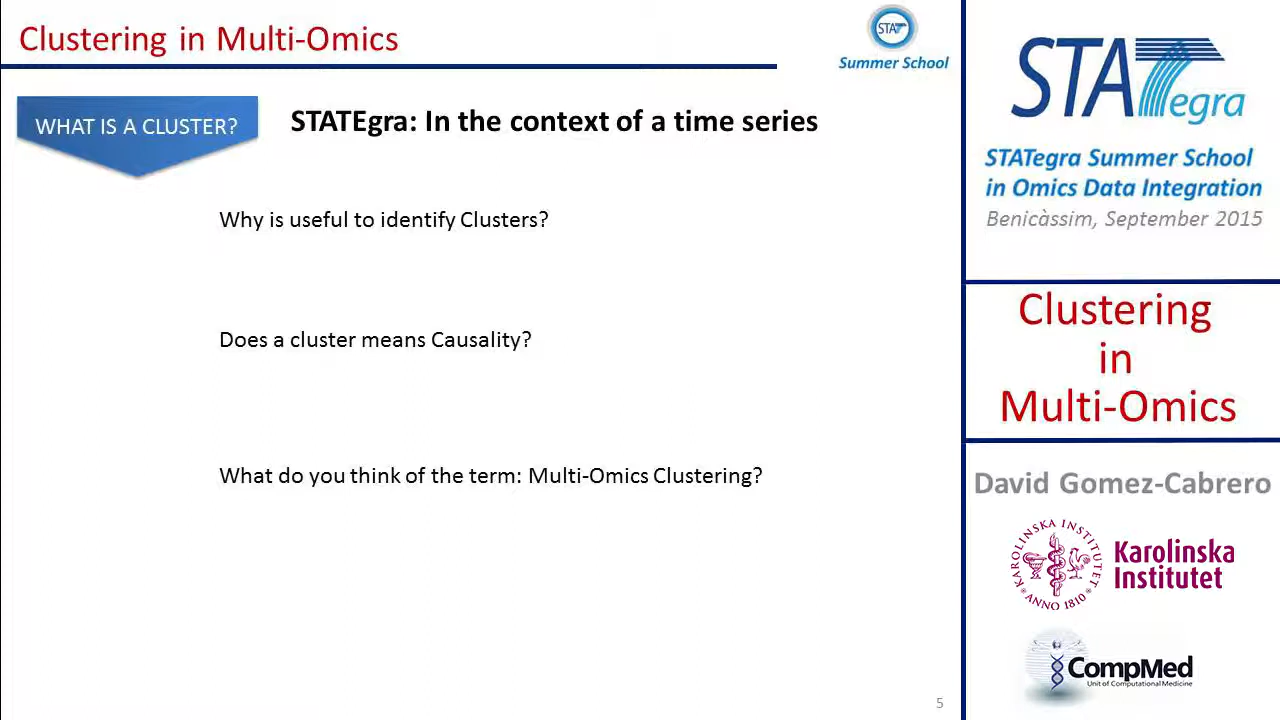 Clustering in Multi-Omics
STAT
Summer School
WHAT IS A CLUSTER?
STATEgra: In the context of a time series
Why is useful to identify Clusters?
Does a cluster means Causality?
What do you think of the term: Multi-Omics Clustering?
5
STATegra
STATegra Summer School
in Omics Data Integration
Benicàssim, September 2015
Clustering
in
Multi-Omics
David Gomez-Cabrero
KAROLINSKA INSTITUTET
ANNO 1810
Karolinska
Institutet
CompMed
Unit of Computational Medicine